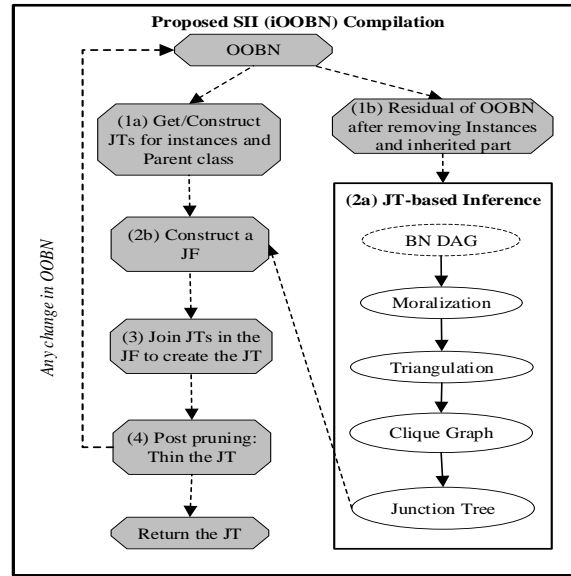 Proposed SII (iOOBN) Compilation
OOBN
(1a) Get/Construct
JTs for instances and
Parent class
(1b) Residual of OOBN
after removing Instances
and inherited part
(2a) JT-based Inference
BN DAG
Moralization
Triangulation
Clique Graph
Junction Tree
(2b) Construct a
JF
(3) Join JTs in the
JF to create the JT
(4) Post pruning:
Thin the JT
Return the JT
Any change in OOBN